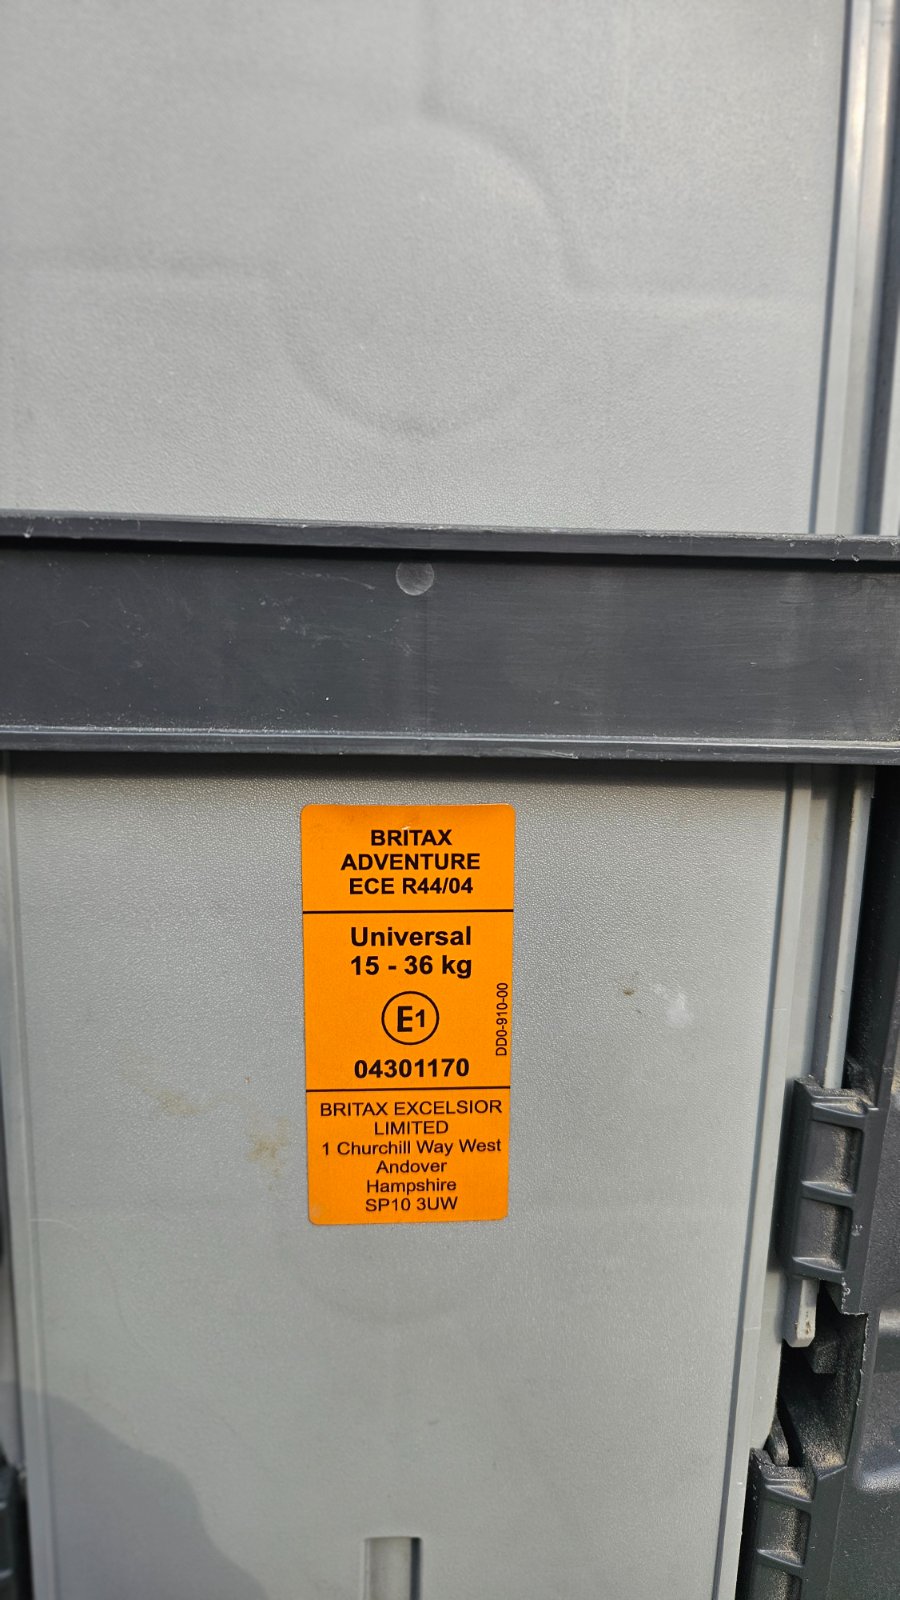 BRITAX
ADVENTURE
ECE R44/04
Universal
15 - 36 kg
E1
04301170
DD0-910-00
BRITAX EXCELSIOR
LIMITED
1 Churchill Way West
Andover
Hampshire
SP10 3UW